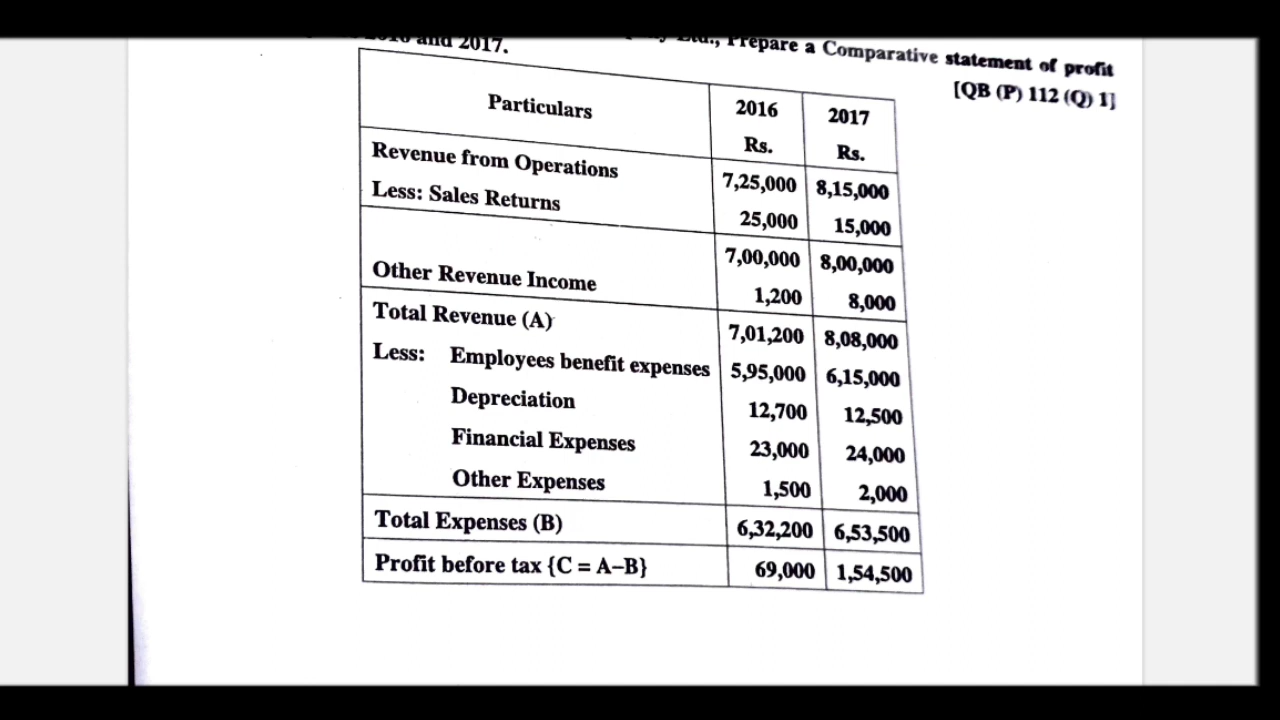 and 2017. Prepare a Comparative statement of profit
[QB (P) 112 (Q) 1]
Particulars 2016 2017
Rs. Rs.
Revenue from Operations 7,25,000 8,15,000
Less: Sales Returns 25,000 15,000
7,00,000 8,00,000
Other Revenue Income 1,200 8,000
Total Revenue (A) 7,01,200 8,08,000
Less: Employees benefit expenses 5,95,000 6,15,000
Depreciation 12,700 12,500
Financial Expenses 23,000 24,000
Other Expenses 1,500 2,000
Total Expenses (B) 6,32,200 6,53,500
Profit before tax {C = A–B} 69,000 1,54,500